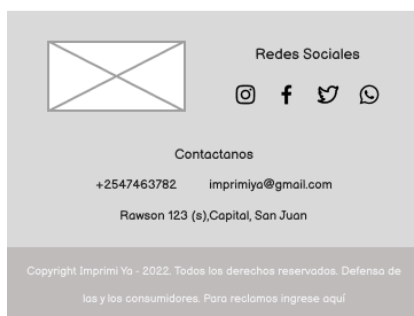 Redes Sociales
Contactanos
+2547463782 imprimiya@gmail.com
Rawson 123 (s),Capital, San Juan
Copyright Imprimi Ya - 2022. Todos los derechos reservados. Defensa de
las y los consumidores. Para reclamos ingrese aquí